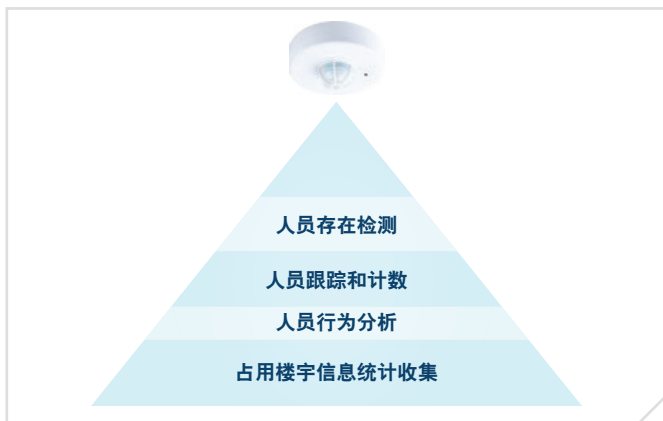 人员存在检测
人员跟踪和计数
人员行为分析
占用楼宇信息统计收集